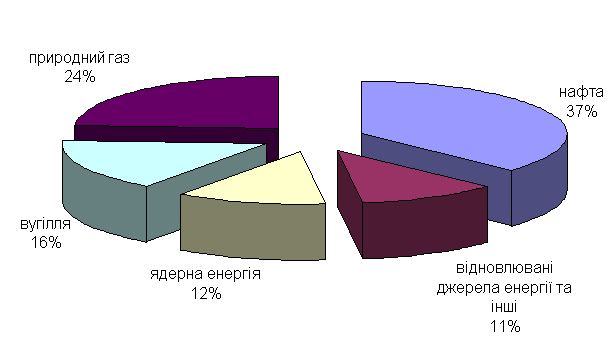 природний газ
24%
нафта
37%
вугілля
16%
ядерна енергія
12%
відновлювані
джерела енергії та
інші
11%